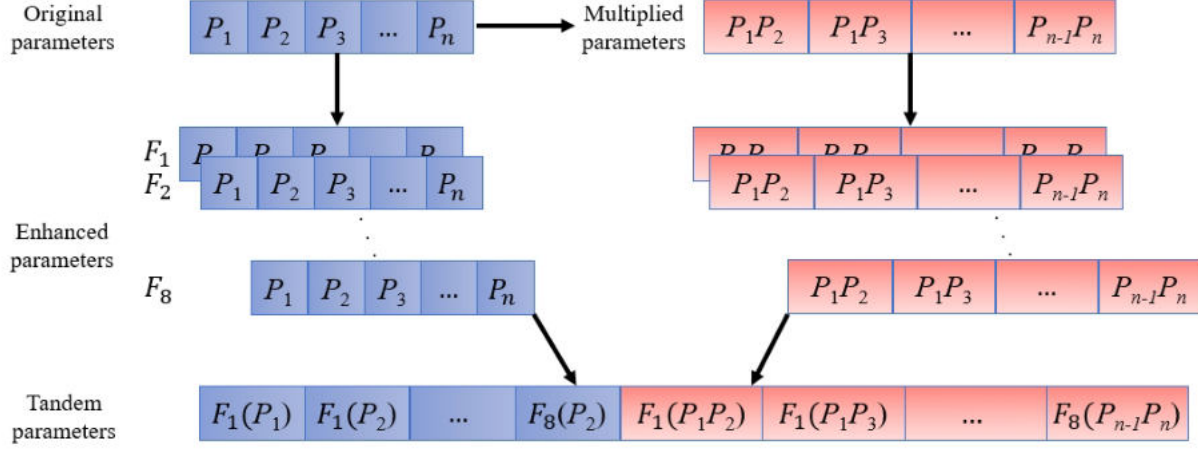 Original parameters
P₁ P₂ P₃ ... Pₙ
Multiplied parameters
P₁P₂ P₁P₃ ... Pₙ₋₁Pₙ
F₁
F₂
P₁ P₂ P₃ ... Pₙ
P₁P₂ P₁P₃ ... Pₙ₋₁Pₙ
Enhanced parameters
F₈
P₁ P₂ P₃ ... Pₙ
P₁P₂ P₁P₃ ... Pₙ₋₁Pₙ
Tandem parameters
F₁(P₁) F₁(P₂) ... F₈(P₂) F₁(P₁P₂) F₁(P₁P₃) ... F₈(Pₙ₋₁Pₙ)